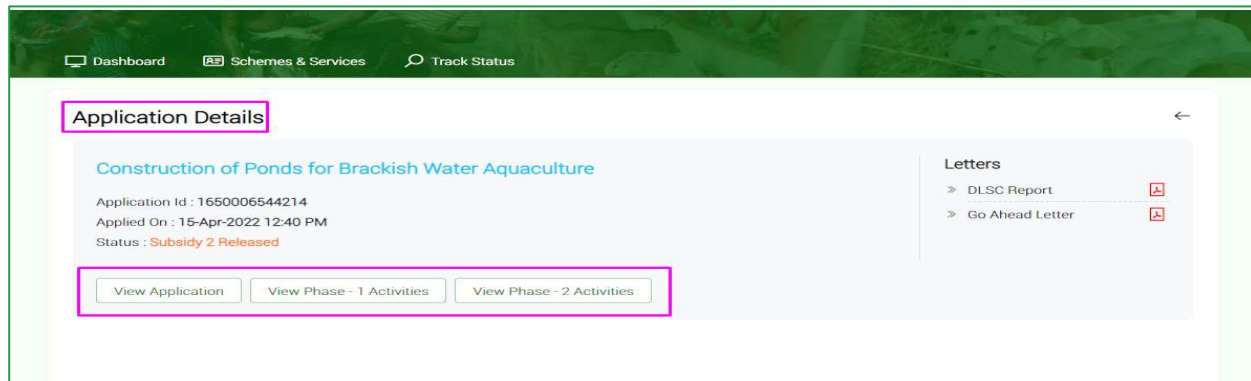 Dashboard Schemes & Services Track Status
Application Details
Construction of Ponds for Brackish Water Aquaculture
Application Id : 1650006544214
Applied On : 15-Apr-2022 12:40 PM
Status : Subsidy 2 Released
View Application View Phase - 1 Activities View Phase - 2 Activities
Letters
DLSC Report
Go Ahead Letter